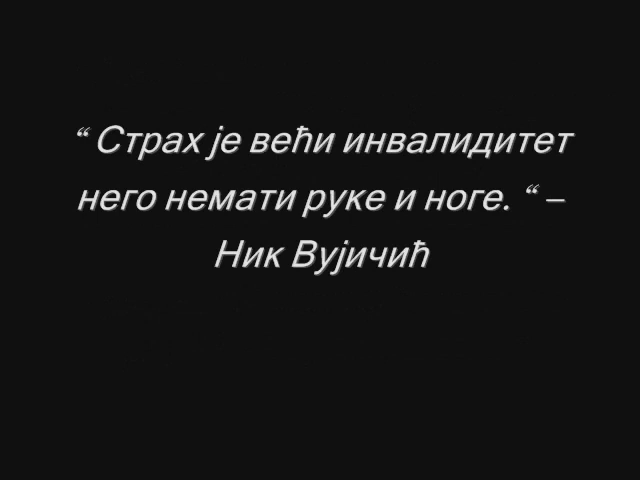 “ Страх је већи инвалидитет
него немати руке и ноге. “ –
Ник Вујичић